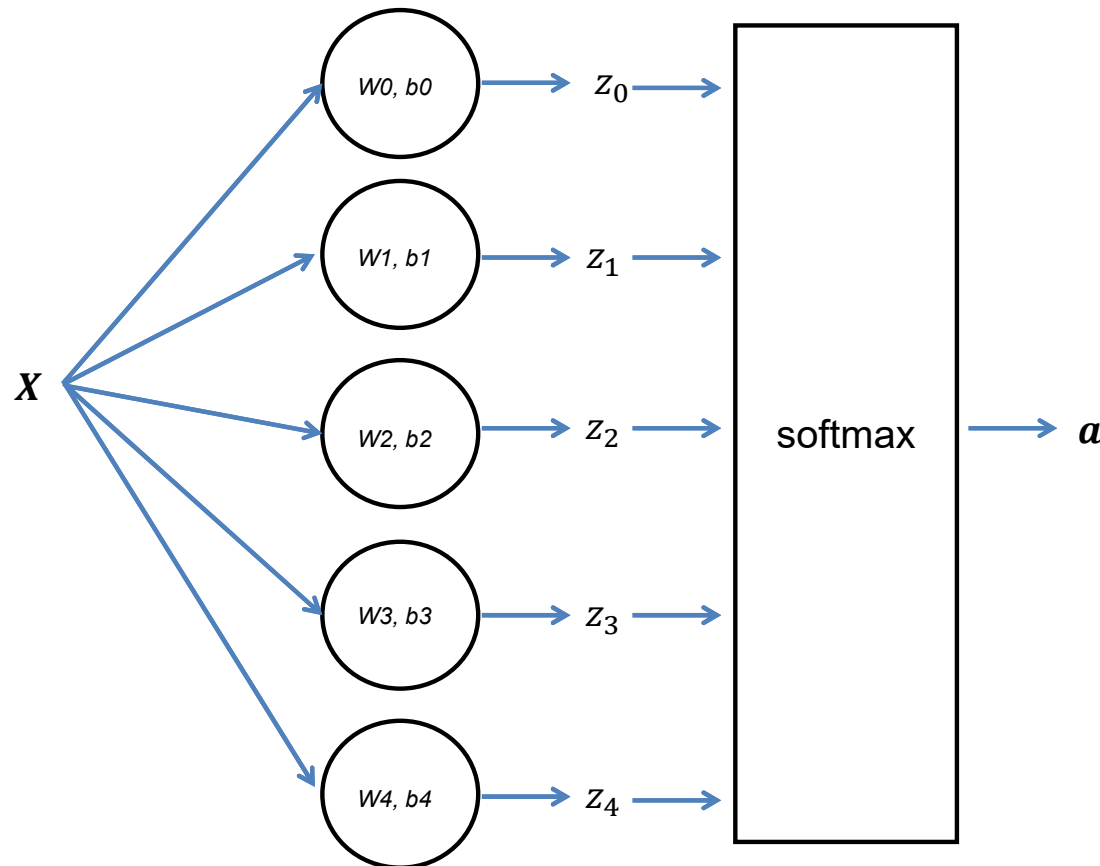 W0, b0
z₀
W1, b1
z₁
X
W2, b2
z₂
softmax
a
W3, b3
z₃
W4, b4
z₄